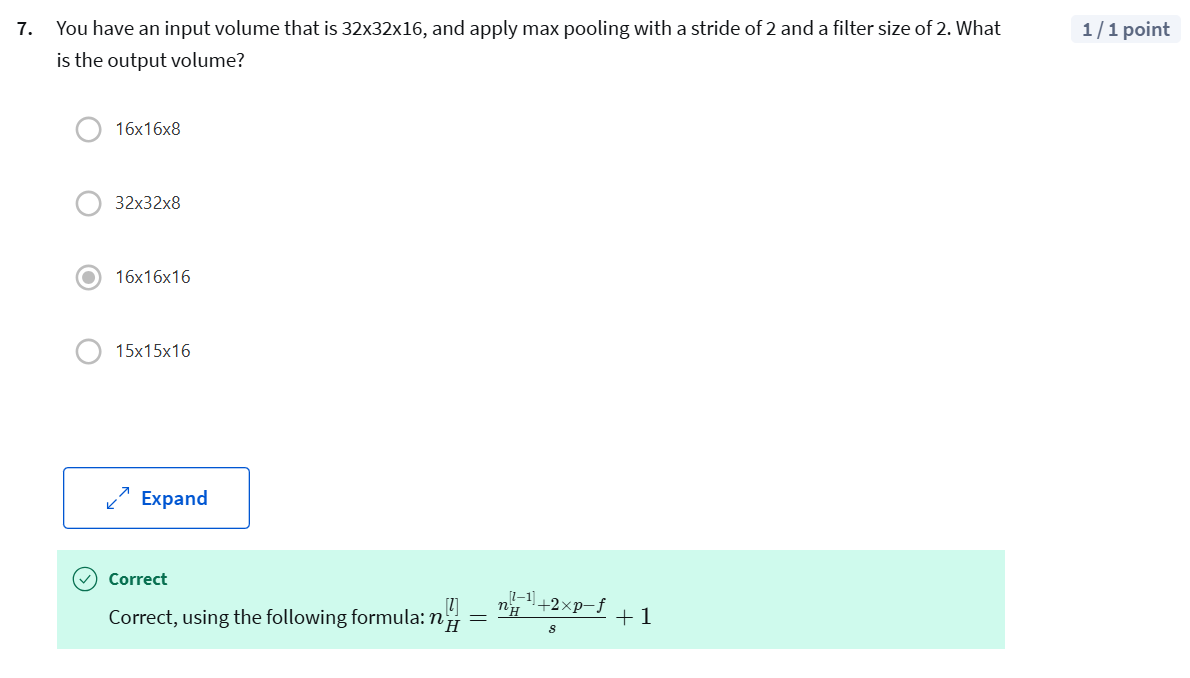 7. You have an input volume that is 32x32x16, and apply max pooling with a stride of 2 and a filter size of 2. What
1 / 1 point
is the output volume?
16x16x8
32x32x8
16x16x16
15x15x16
Expand
Correct
Correct, using the following formula: n_H^{[l]} = \frac{n_H^{[l-1]}+2×p−f}{s} + 1